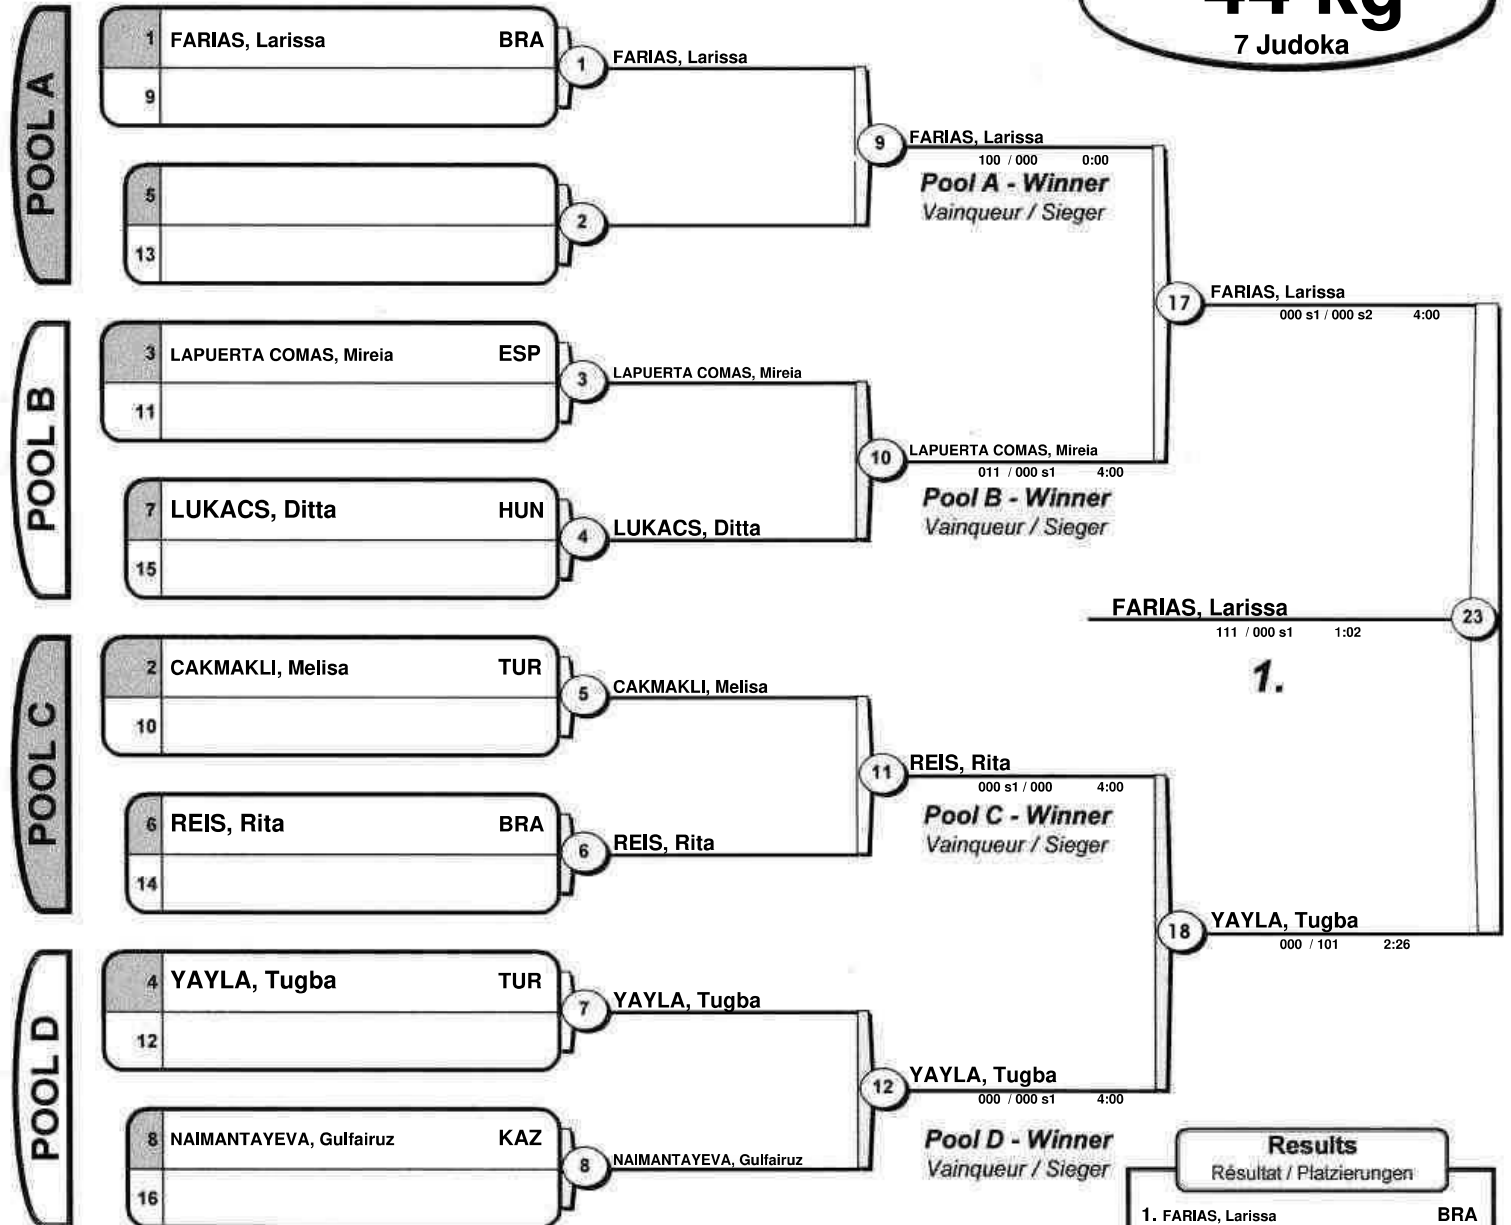 44 kg
7 Judoka
POOL A
1 FARIAS, Larissa BRA
9
5
13
1 FARIAS, Larissa
2
9 FARIAS, Larissa
100 / 000 0:00
Pool A - Winner
Vainqueur / Sieger
POOL B
3 LAPUERTA COMAS, Mireia ESP
11
7 LUKACS, Ditta HUN
15
3 LAPUERTA COMAS, Mireia
4 LUKACS, Ditta
10 LAPUERTA COMAS, Mireia
011 / 000 s1 4:00
Pool B - Winner
Vainqueur / Sieger
17 FARIAS, Larissa
000 s1 / 000 s2 4:00
FARIAS, Larissa 23
111 / 000 s1 1:02
1.
POOL C
2 CAKMAKLI, Melisa TUR
10
6 REIS, Rita BRA
14
5 CAKMAKLI, Melisa
6 REIS, Rita
11 REIS, Rita
000 s1 / 000 4:00
Pool C - Winner
Vainqueur / Sieger
18 YAYLA, Tugba
000 / 101 2:26
POOL D
4 YAYLA, Tugba TUR
12
8 NAIMANTAYEVA, Gulfairuz KAZ
16
7 YAYLA, Tugba
8 NAIMANTAYEVA, Gulfairuz
12 YAYLA, Tugba
000 / 000 s1 4:00
Pool D - Winner
Vainqueur / Sieger
Results
Résultat / Platzierungen
1. FARIAS, Larissa BRA